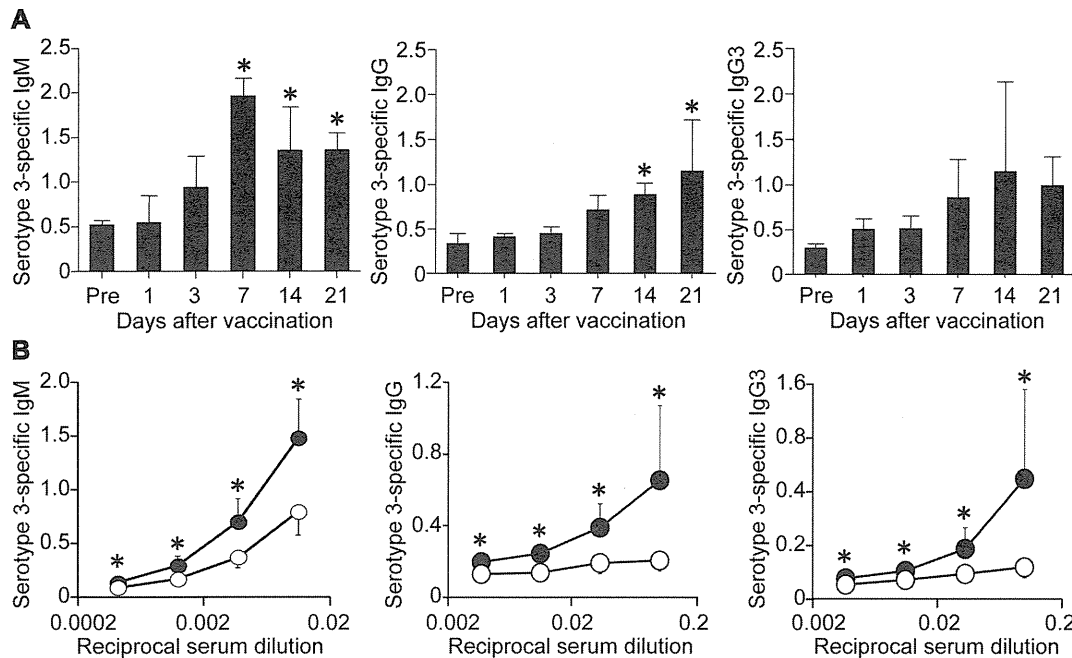 A
Serotype 3-specific IgM
2.5
2.0
1.5
1.0
0.5
0
*
*
*
Pre 1 3 7 14 21
Days after vaccination
Serotype 3-specific IgG
2.5
2.0
1.5
1.0
0.5
0
*
*
Pre 1 3 7 14 21
Days after vaccination
Serotype 3-specific IgG3
2.5
2.0
1.5
1.0
0.5
0
Pre 1 3 7 14 21
Days after vaccination
B
Serotype 3-specific IgM
2.0
1.5
1.0
0.5
0
*
*
*
*
0.0002 0.002 0.02
Reciprocal serum dilution
Serotype 3-specific IgG
1.2
0.8
0.4
0
*
*
*
*
0.002 0.02 0.2
Reciprocal serum dilution
Serotype 3-specific IgG3
1.6
0.8
0.4
0.2
0
*
*
*
*
0.002 0.02 0.2
Reciprocal serum dilution